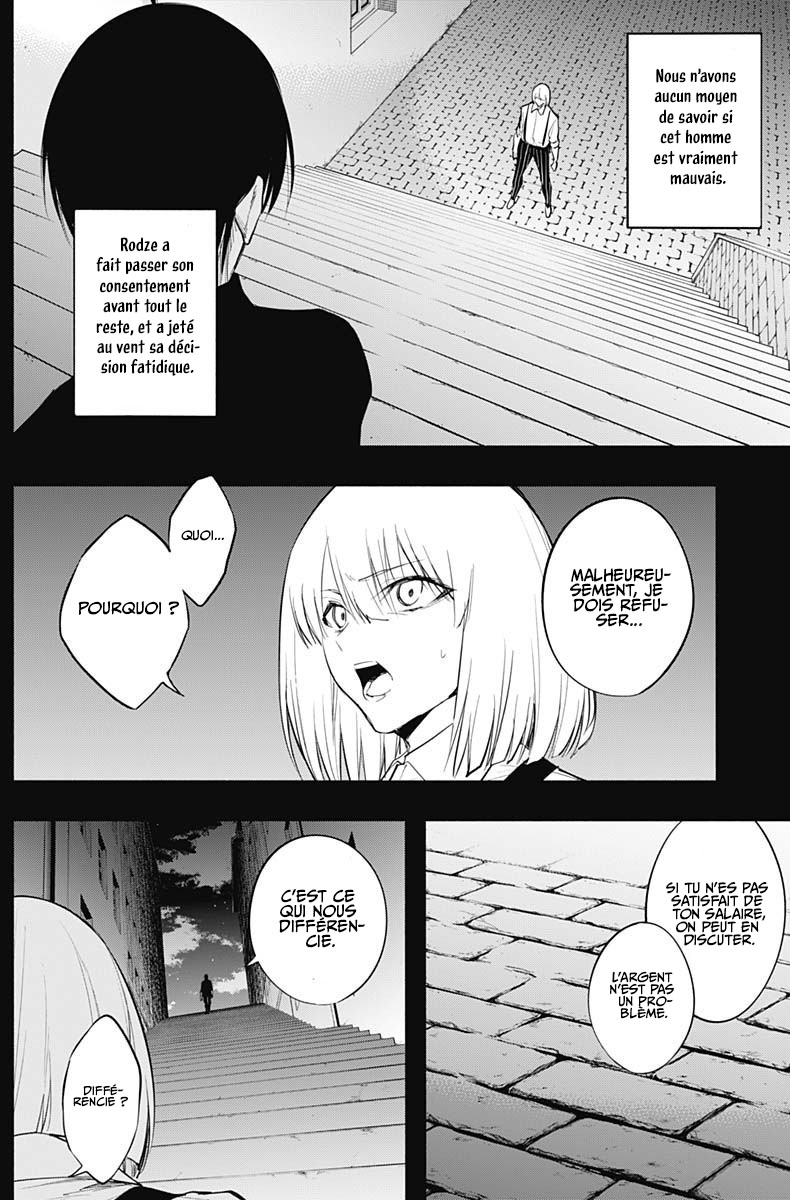 Nous n'avons
aucun moyen
de savoir si
cet homme
est vraiment
mauvais.
Rodze a
fait passer son
consentement
avant tout le
reste, et a jeté
au vent sa déci-
sion fatidique.
MALHEUREU-
SEMENT, JE
DOIS REFU-
SER...
QUOI...
POURQUOI ?
SI TU N'ES PAS
SATISFAIT DE
TON SALAIRE,
ON PEUT EN
DISCUTER.
L'ARGENT
N'EST PAS
UN PRO-
BLÈME.
C'EST CE
QUI NOUS
DIFFÉREN-
CIE.
DIFFÉ-
RENCIE ?